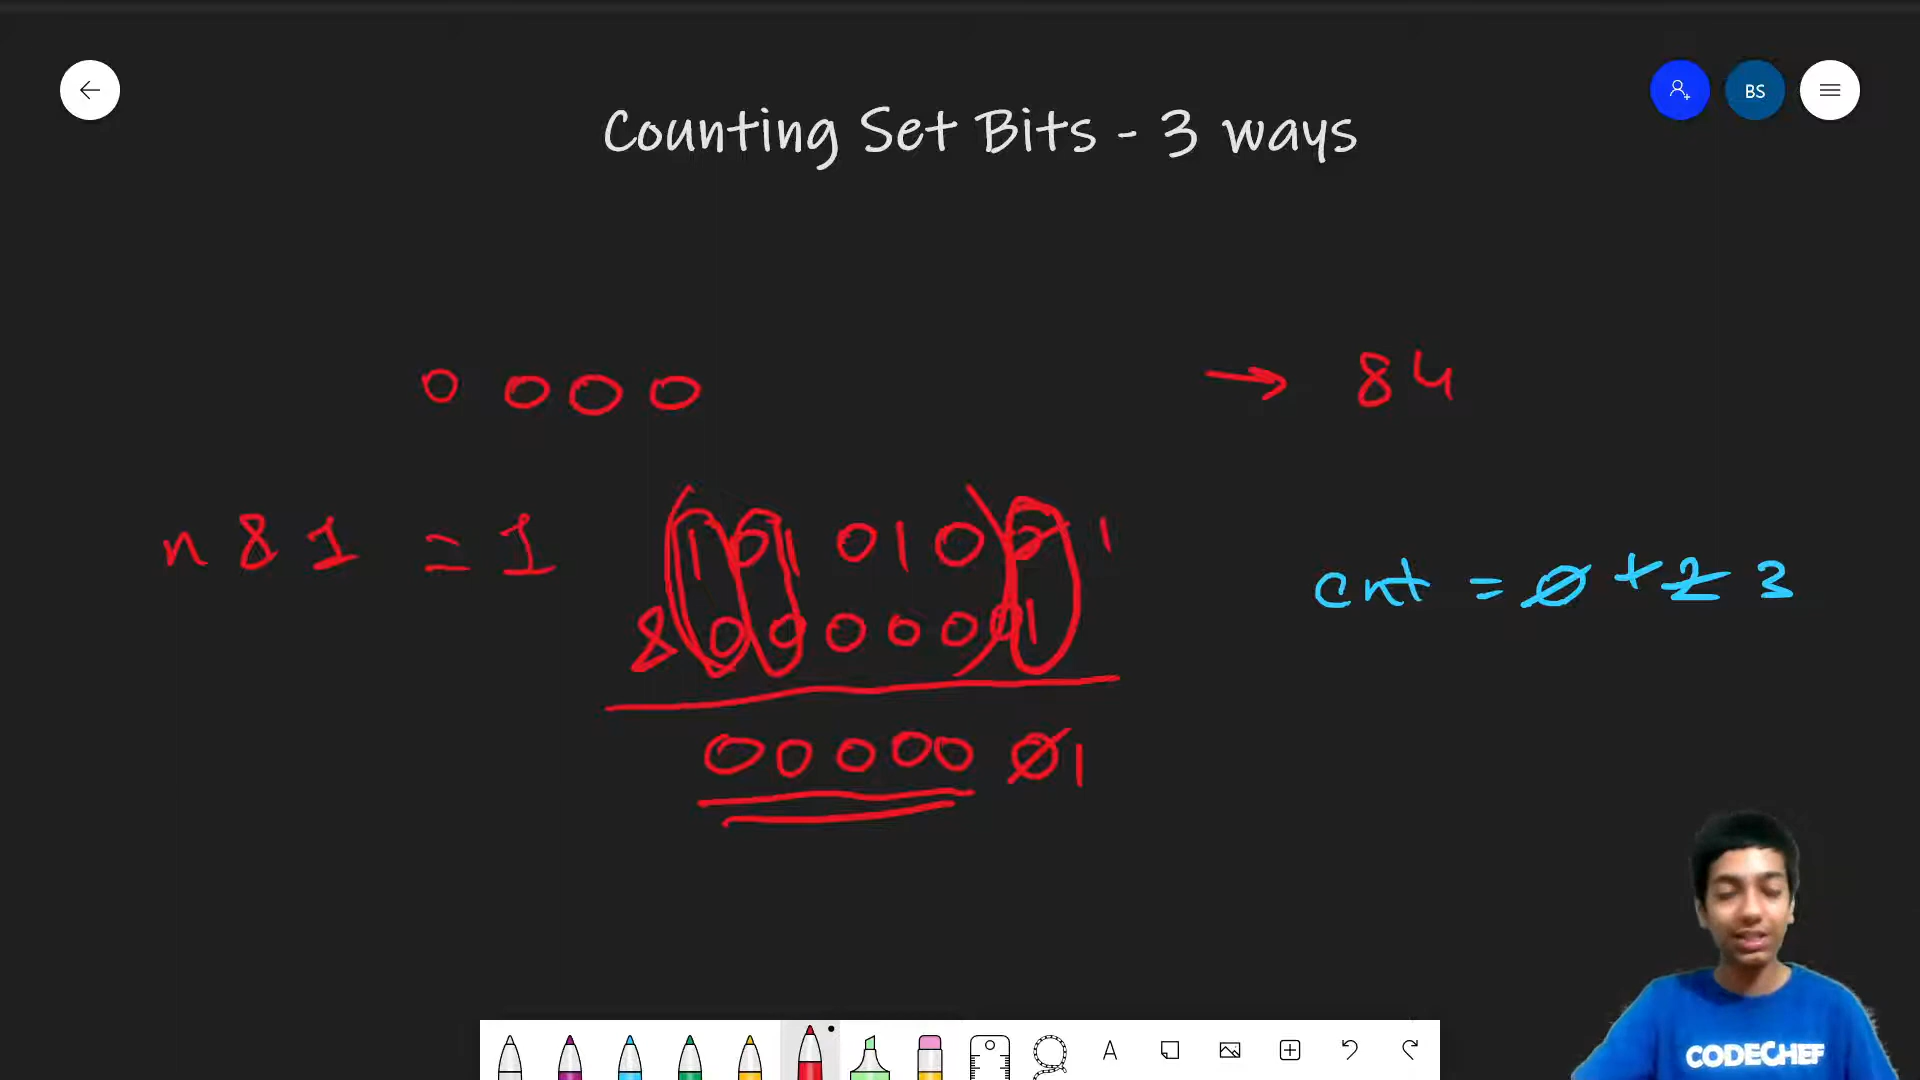 BS
Counting Set Bits - 3 ways
0 0 0 0 → 84
n & 1 = 1
1 0 1 0 1 0 0 1
cnt = 0 + 2 3
& 0 0 0 0 0 0 1
0 0 0 0 0 0 1
A
CODECHEF